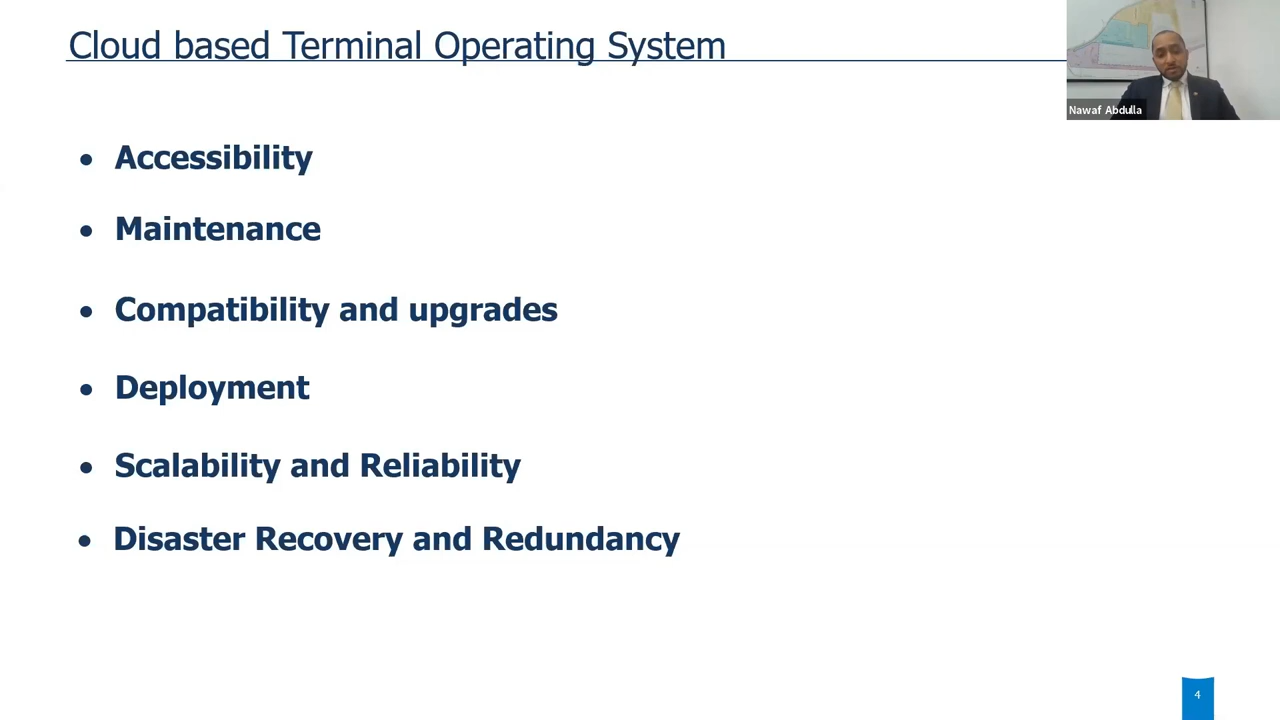 Cloud based Terminal Operating System
Nawaf Abdulla
• Accessibility
• Maintenance
• Compatibility and upgrades
• Deployment
• Scalability and Reliability
• Disaster Recovery and Redundancy
4